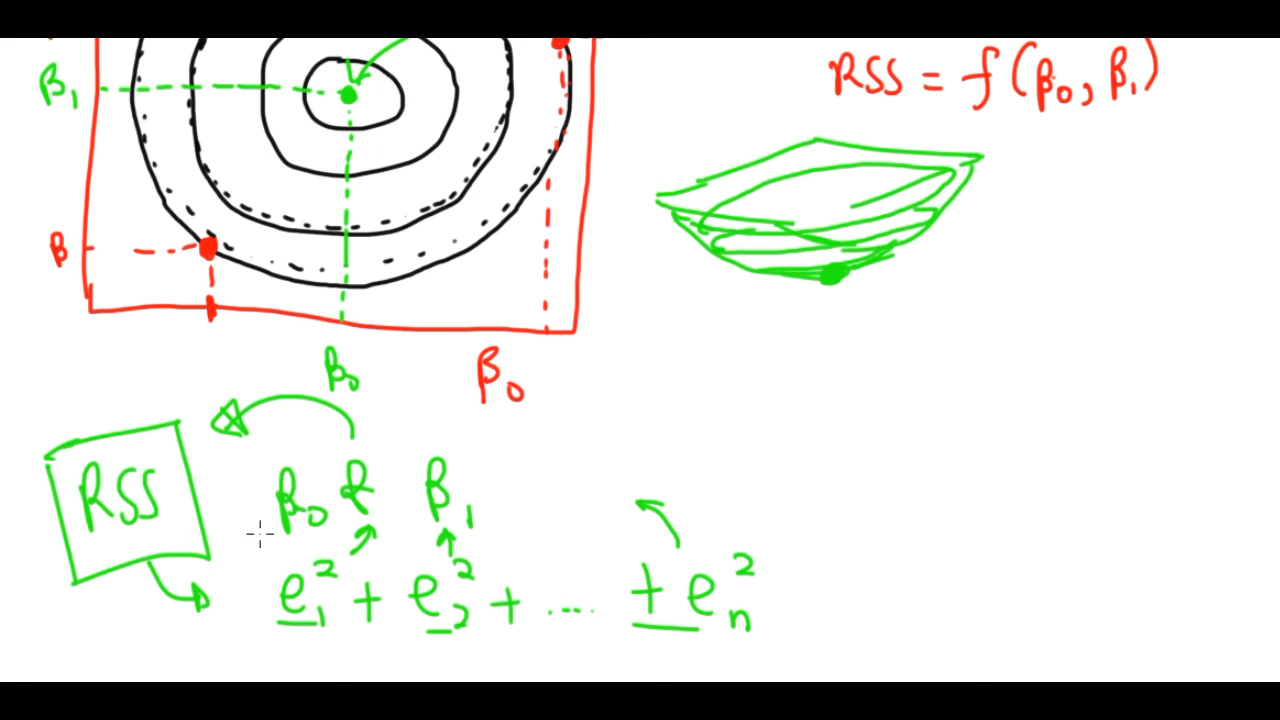 RSS = f(β₀, β₁)
β₁
β
β₀
β₀
RSS
β₀ & β₁
e₁² + e₂² + .... + eₙ²